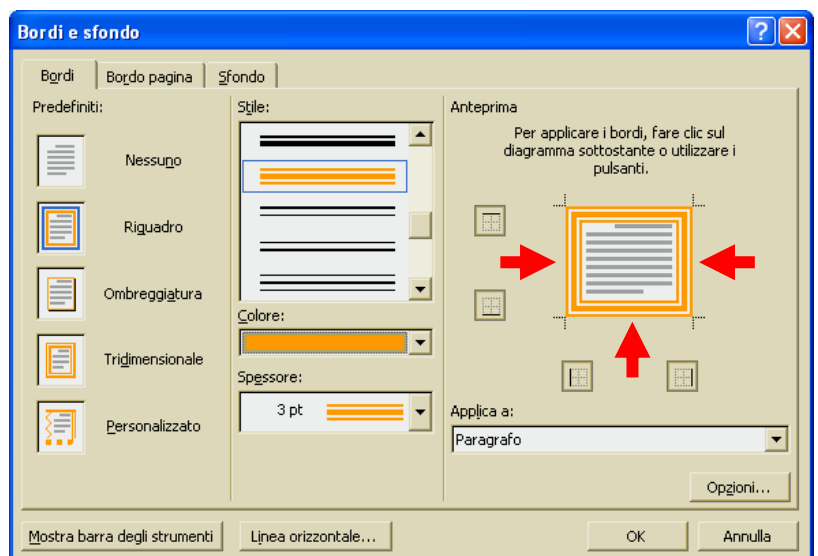 Bordi e sfondo
Bordi
Bordo pagina
Sfondo
Predefiniti:
Nessuno
Riquadro
Ombreggiatura
Tridimensionale
Personalizzato
Stile:
Colore:
Spessore:
3 pt
Anteprima
Per applicare i bordi, fare clic sul
diagramma sottostante o utilizzare i
pulsanti.
Applica a:
Paragrafo
Opzioni...
Mostra barra degli strumenti
Linea orizzontale...
OK
Annulla